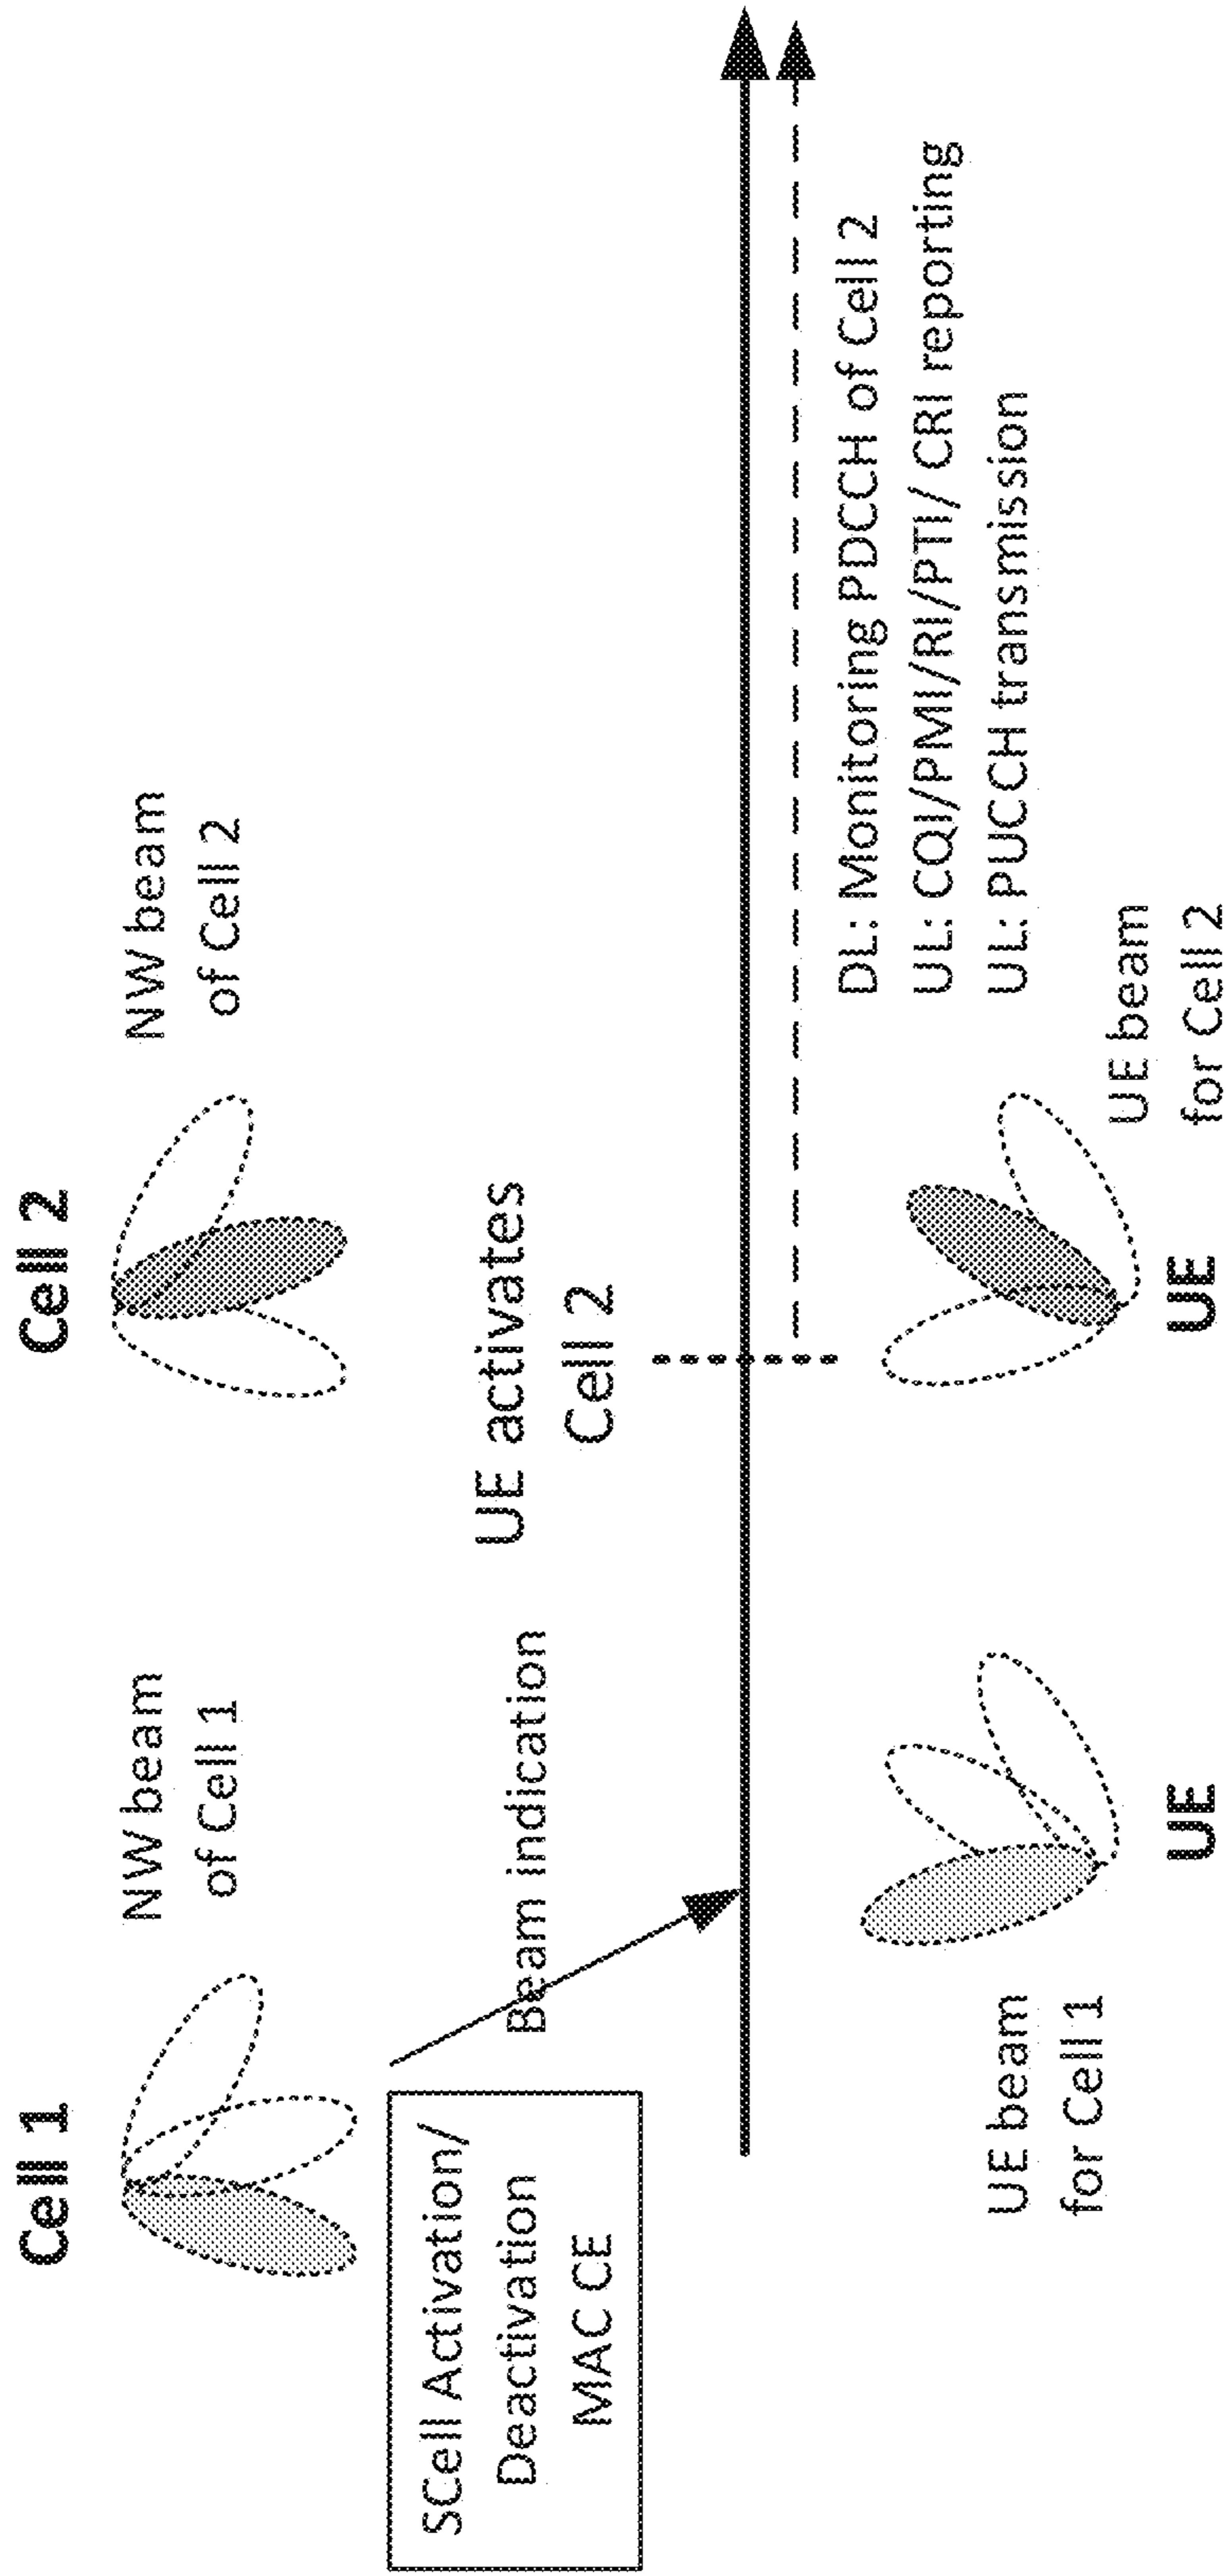 Cell 1
NW beam
of Cell 1
Cell 2
NW beam
of Cell 2
SCell Activation/
Deactivation
MAC CE
Beam indication
UE activates
Cell 2
DL: Monitoring PDCCH of Cell 2
UL: CQI/PMI/RI/PTI/ CRI reporting
UL: PUCCH transmission
UE beam
for Cell 1
UE
UE
UE beam
for Cell 2